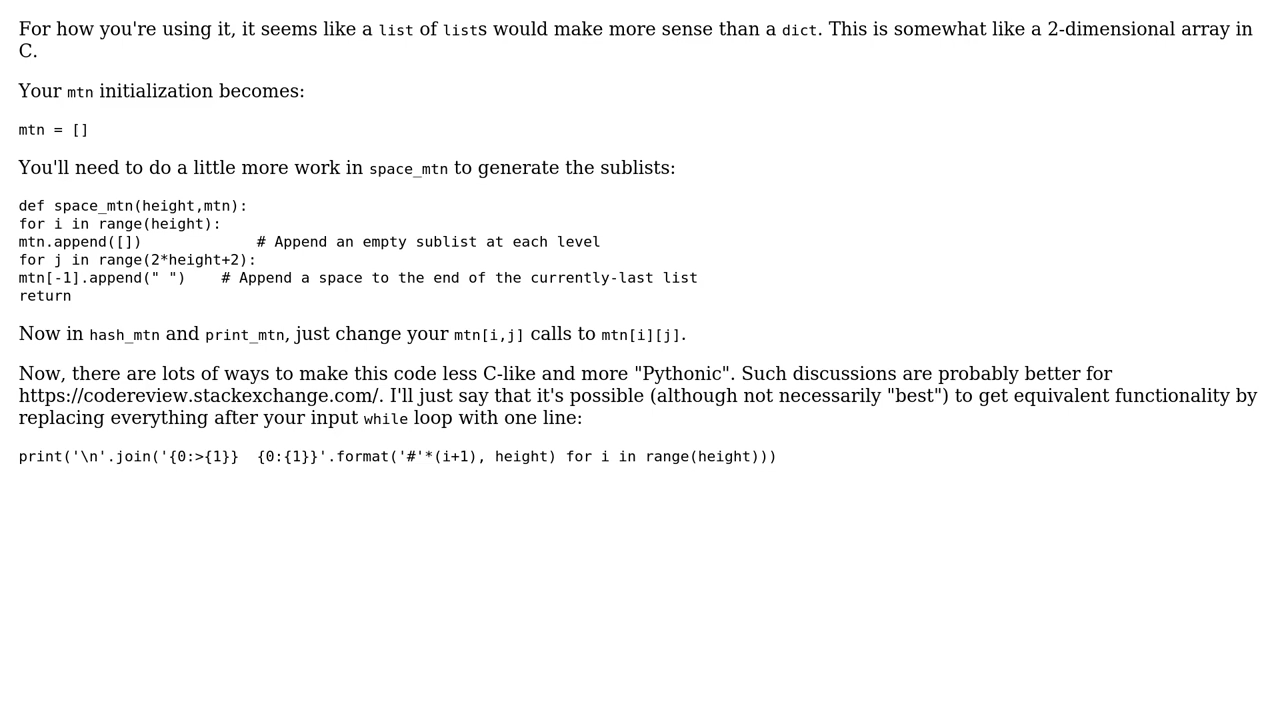 For how you're using it, it seems like a list of lists would make more sense than a dict. This is somewhat like a 2-dimensional array in
C.
Your mtn initialization becomes:
mtn = []
You'll need to do a little more work in space_mtn to generate the sublists:
def space_mtn(height,mtn):
for i in range(height):
mtn.append([])             # Append an empty sublist at each level
for j in range(2*height+2):
mtn[-1].append(" ")    # Append a space to the end of the currently-last list
return
Now in hash_mtn and print_mtn, just change your mtn[i,j] calls to mtn[i][j].
Now, there are lots of ways to make this code less C-like and more "Pythonic". Such discussions are probably better for
https://codereview.stackexchange.com/. I'll just say that it's possible (although not necessarily "best") to get equivalent functionality by
replacing everything after your input while loop with one line:
print('\n'.join('{0:>{1}}  {0:{1}}'.format('#'*(i+1), height) for i in range(height)))